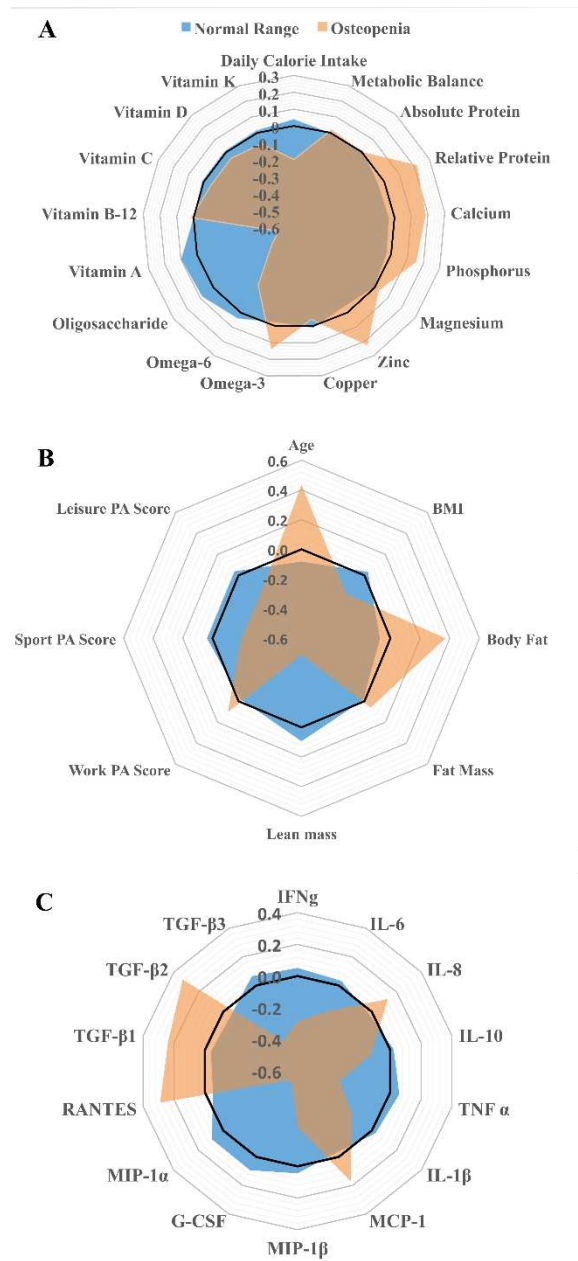 A
Normal Range Osteopenia
Daily Calorie Intake
Vitamin K 0.3 Metabolic Balance
0.2
Vitamin D 0.1 Absolute Protein
0
Vitamin C -0.1 Relative Protein
-0.2
-0.3
Vitamin B-12 -0.4 Calcium
-0.5
-0.6
Vitamin A Phosphorus
Oligosaccharide Magnesium
Omega-6 Zinc
Omega-3 Copper
B
Age
0.6
Leisure PA Score 0.4 BMI
0.2
0.0
-0.2
-0.4
Sport PA Score -0.6 Body Fat
Work PA Score Fat Mass
Lean mass
C
IFNg
TGF-β3 0.4 IL-6
TGF-β2 0.2 IL-8
0.0
TGF-β1 -0.2 IL-10
-0.4
RANTES -0.6 TNF α
MIP-1α IL-1β
G-CSF MCP-1
MIP-1β